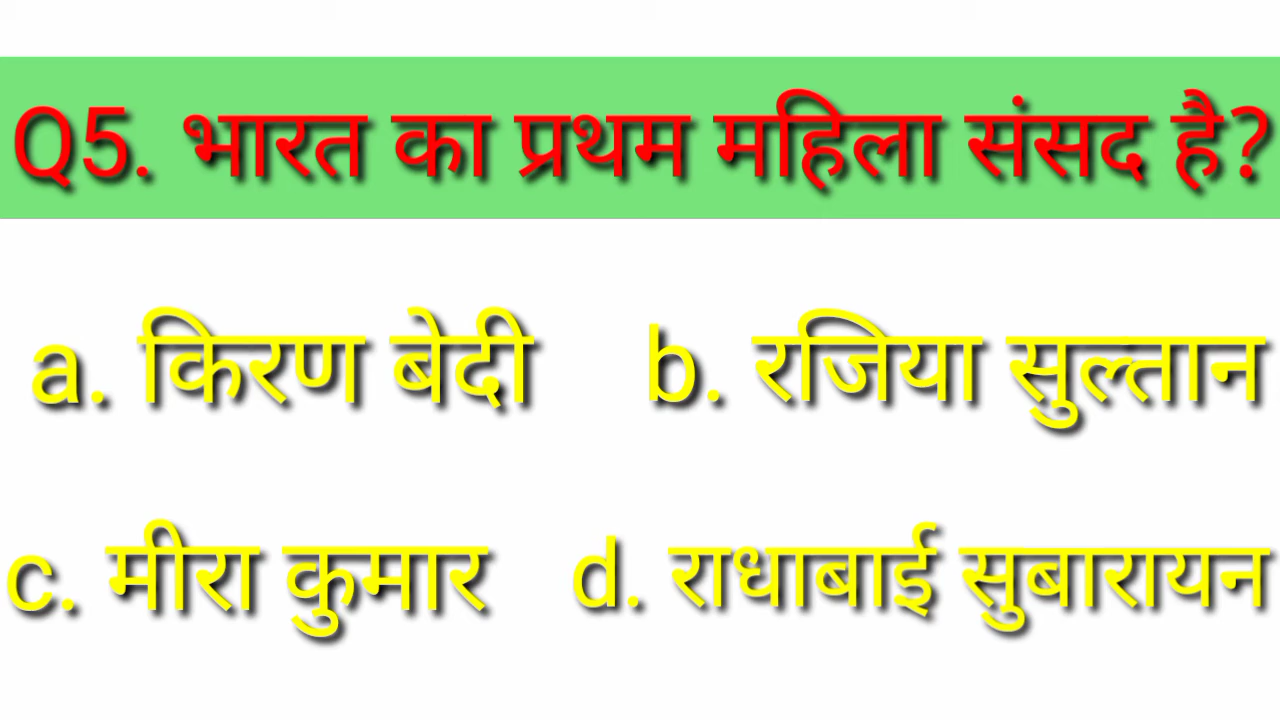 Q5. भारत का प्रथम महिला संसद है?
a. किरण बेदी b. रजिया सुल्तान
c. मीरा कुमार d. राधाबाई सुबारायन